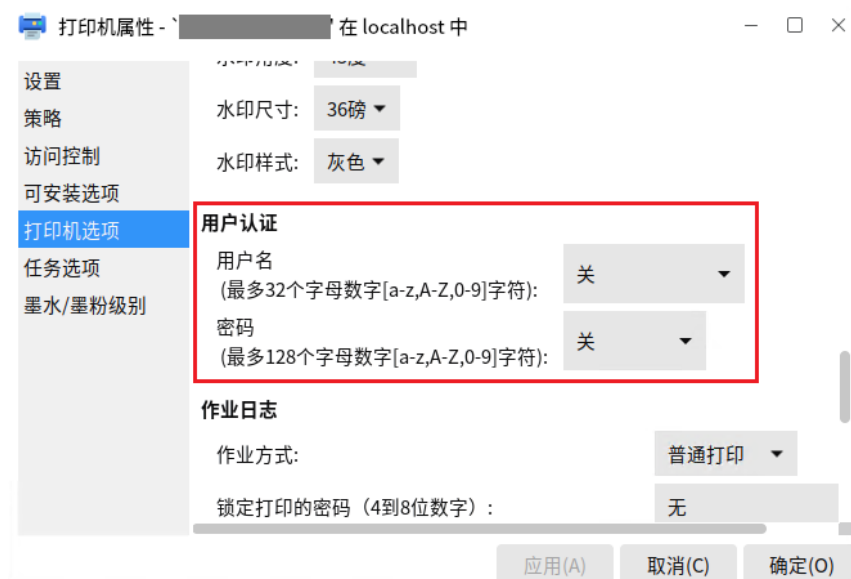 打印机属性 - `' 在 localhost 中
设置
策略
访问控制
可安装选项
打印机选项
任务选项
墨水/墨粉级别
水印尺寸: 36磅
水印样式: 灰色
用户认证
用户名
(最多32个字母数字[a-z,A-Z,0-9]字符): 关
密码
(最多128个字母数字[a-z,A-Z,0-9]字符): 关
作业日志
作业方式: 普通打印
锁定打印的密码（4到8位数字）: 无
应用(A) 取消(C) 确定(O)